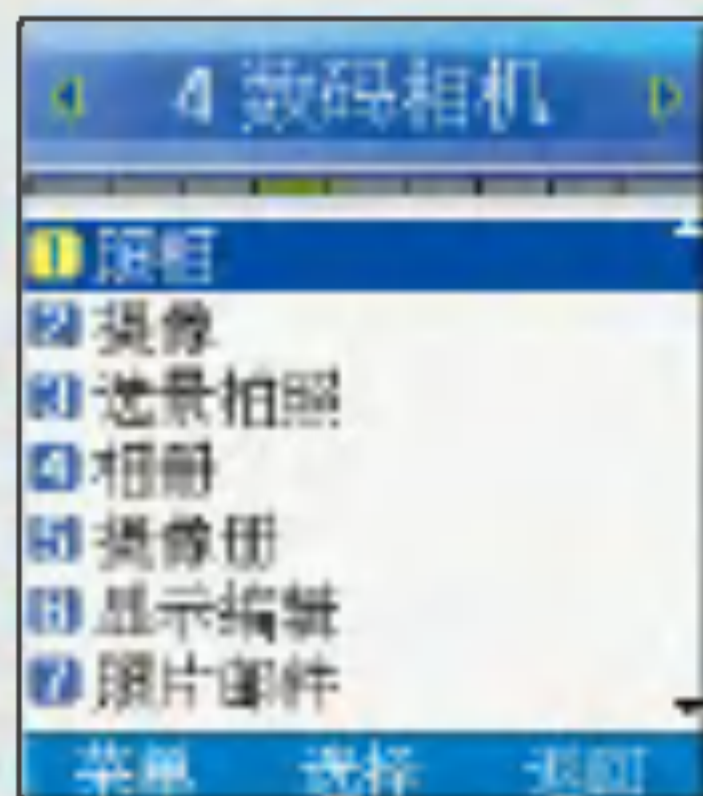 4 数码相机
1 照相
2 摄像
3 选景拍照
4 相册
5 摄像册
6 显示编辑
7 照片邮件
菜单 选择 返回